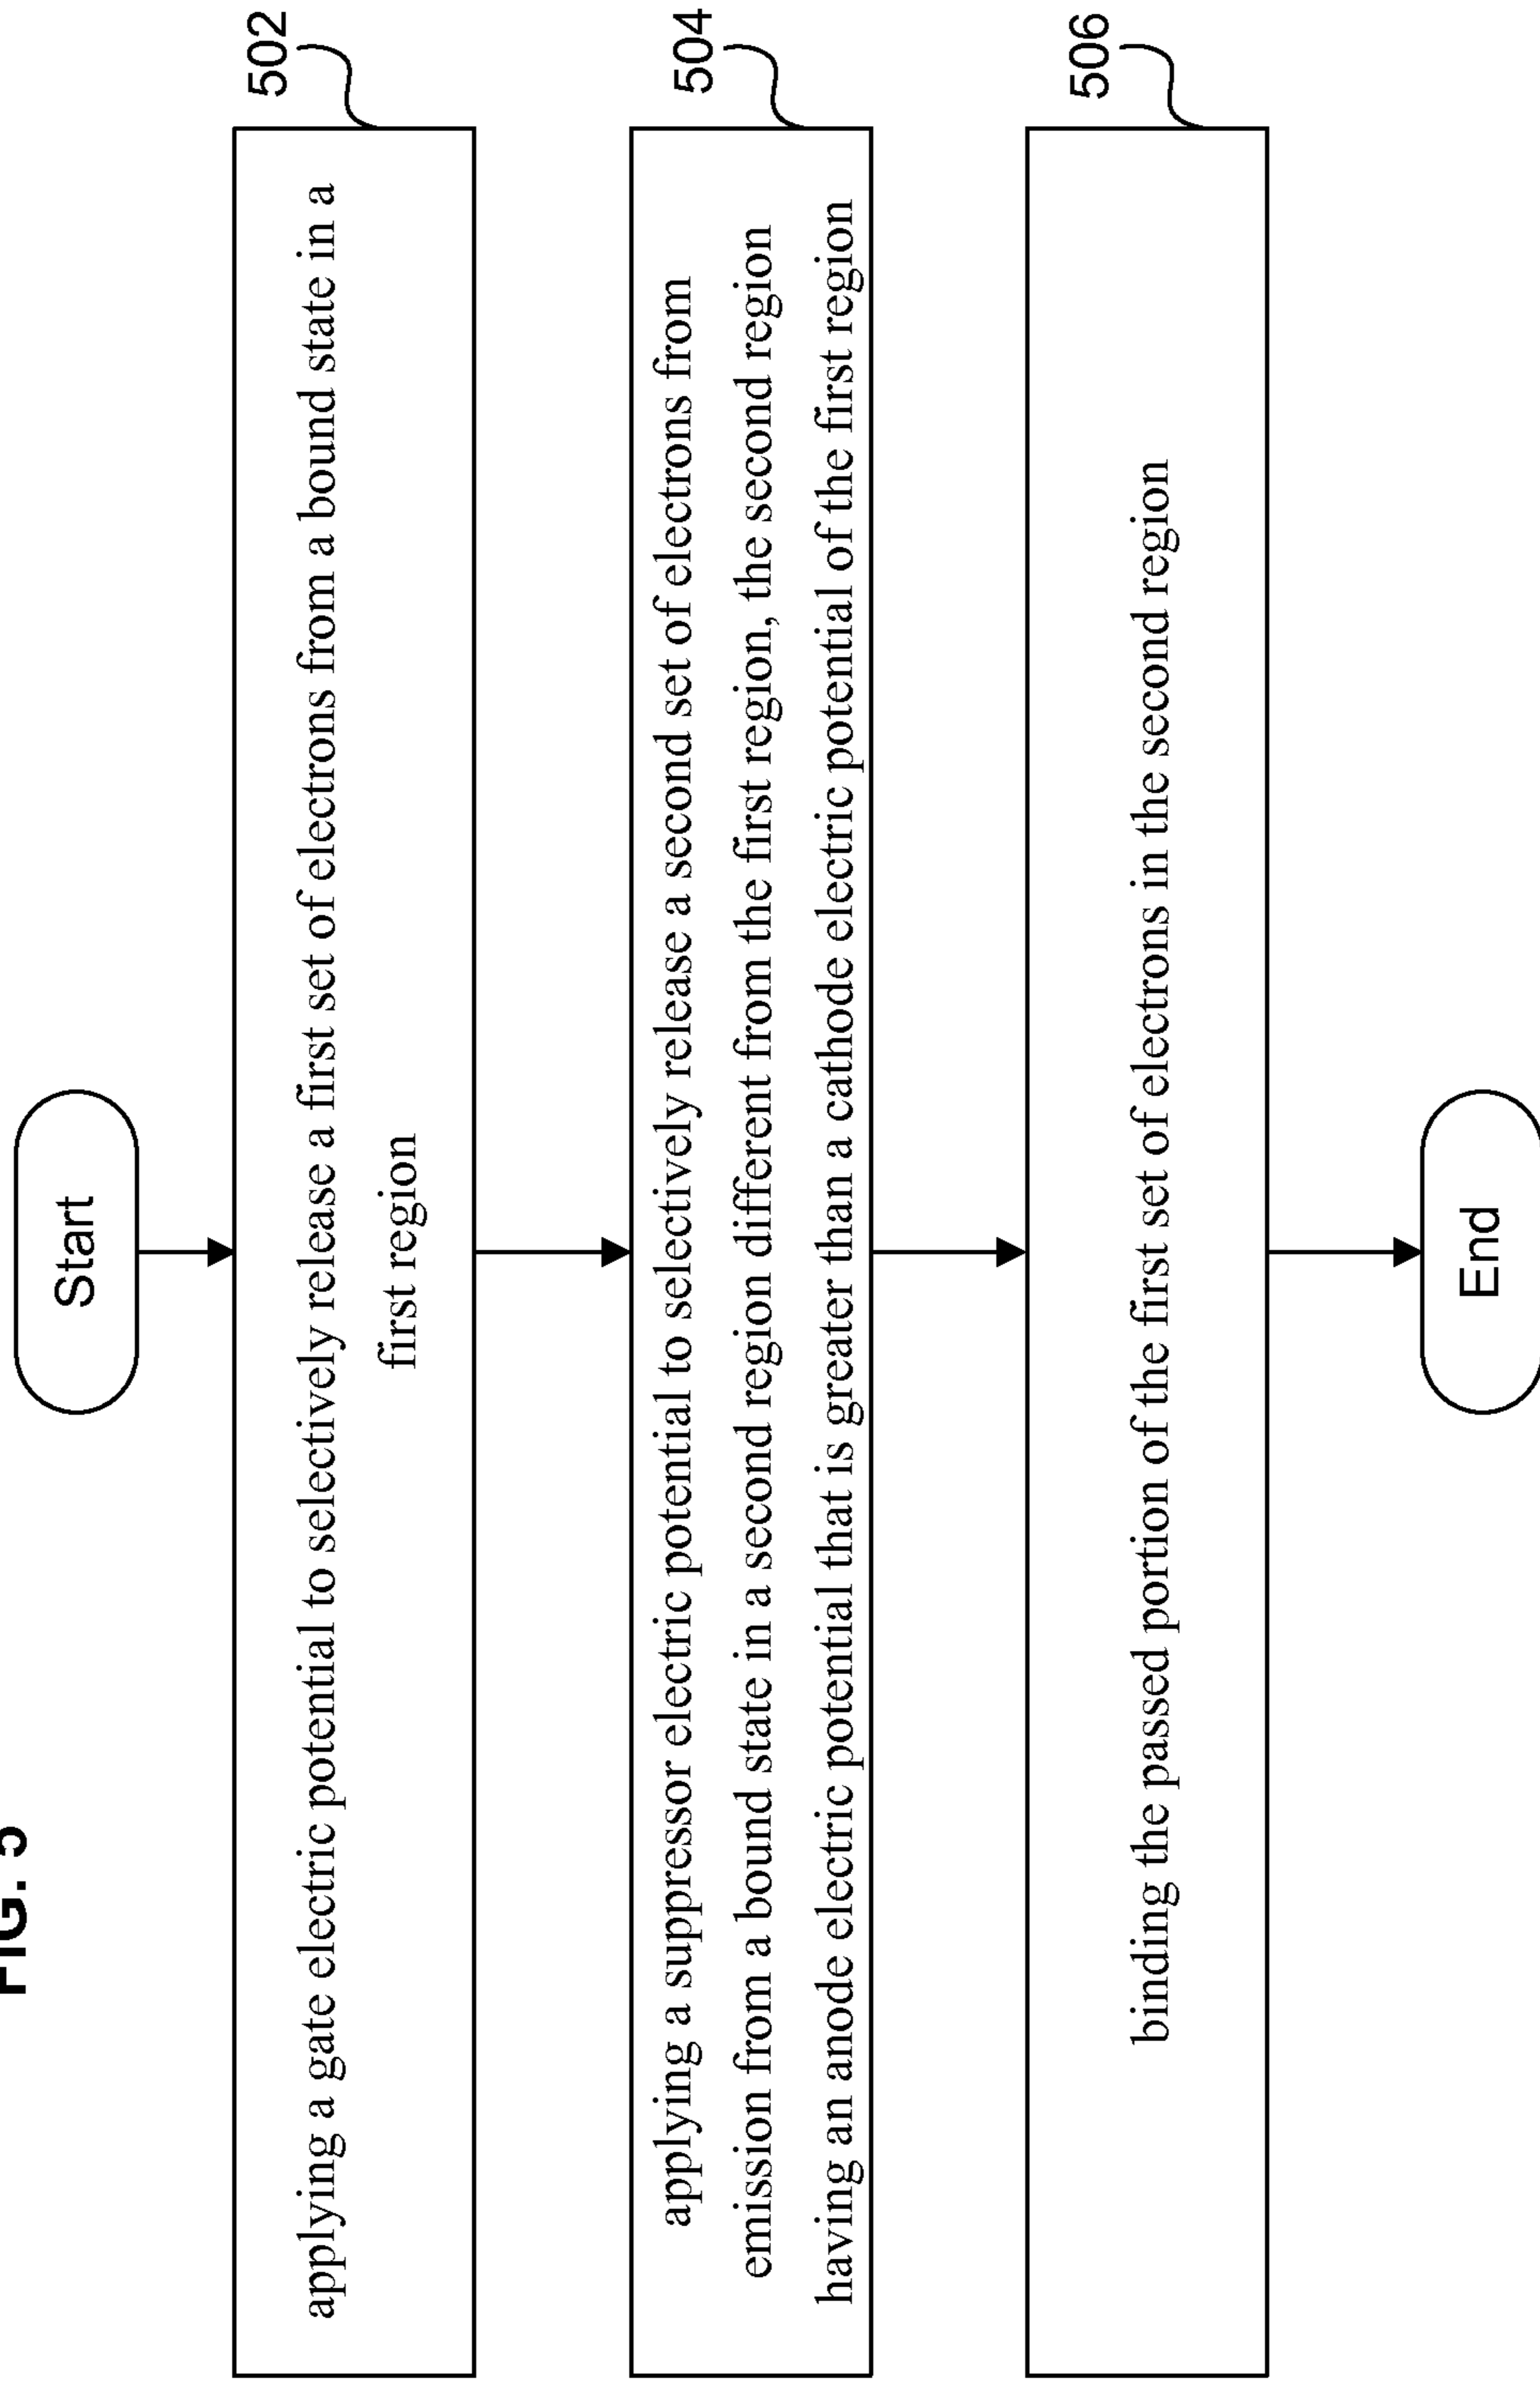 FIG. 5
Start
502
applying a gate electric potential to selectively release a first set of electrons from a bound state in a
first region
504
applying a suppressor electric potential to selectively release a second set of electrons from
emission from a bound state in a second region different from the first region, the second region
having an anode electric potential that is greater than a cathode electric potential of the first region
506
binding the passed portion of the first set of electrons in the second region
End